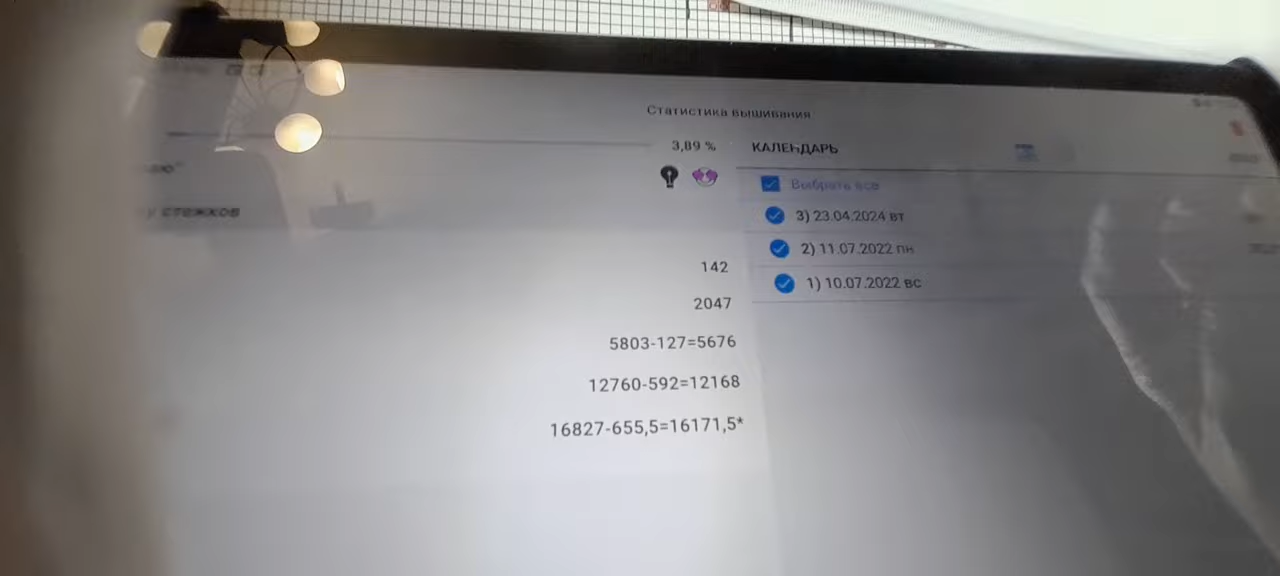 Статистика вышивания
3,89 %
КАЛЕНДАРЬ
Выбрать все
3) 23.04.2024 вт
2) 11.07.2022 пн
1) 10.07.2022 вс
стежков
142
2047
5803-127=5676
12760-592=12168
16827-655,5=16171,5*